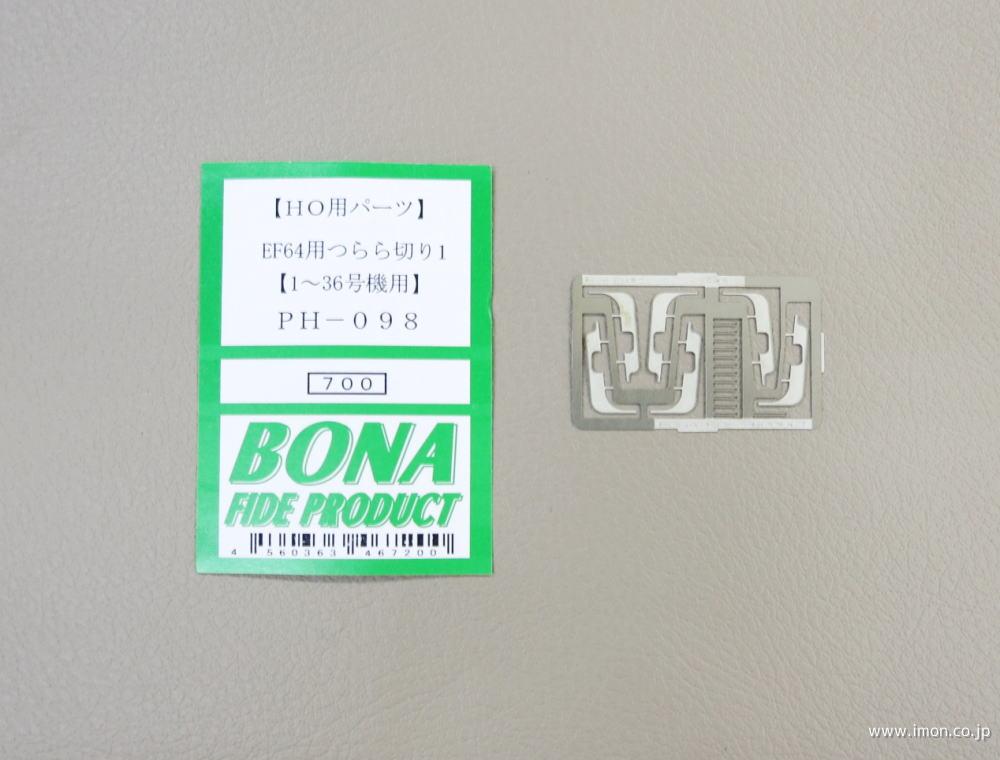 【HO用パーツ】
EF64用つらら切り1
【1～36号機用】
PH－098
700
BONA
FIDE PRODUCT
4 560363 467200
www.imon.co.jp